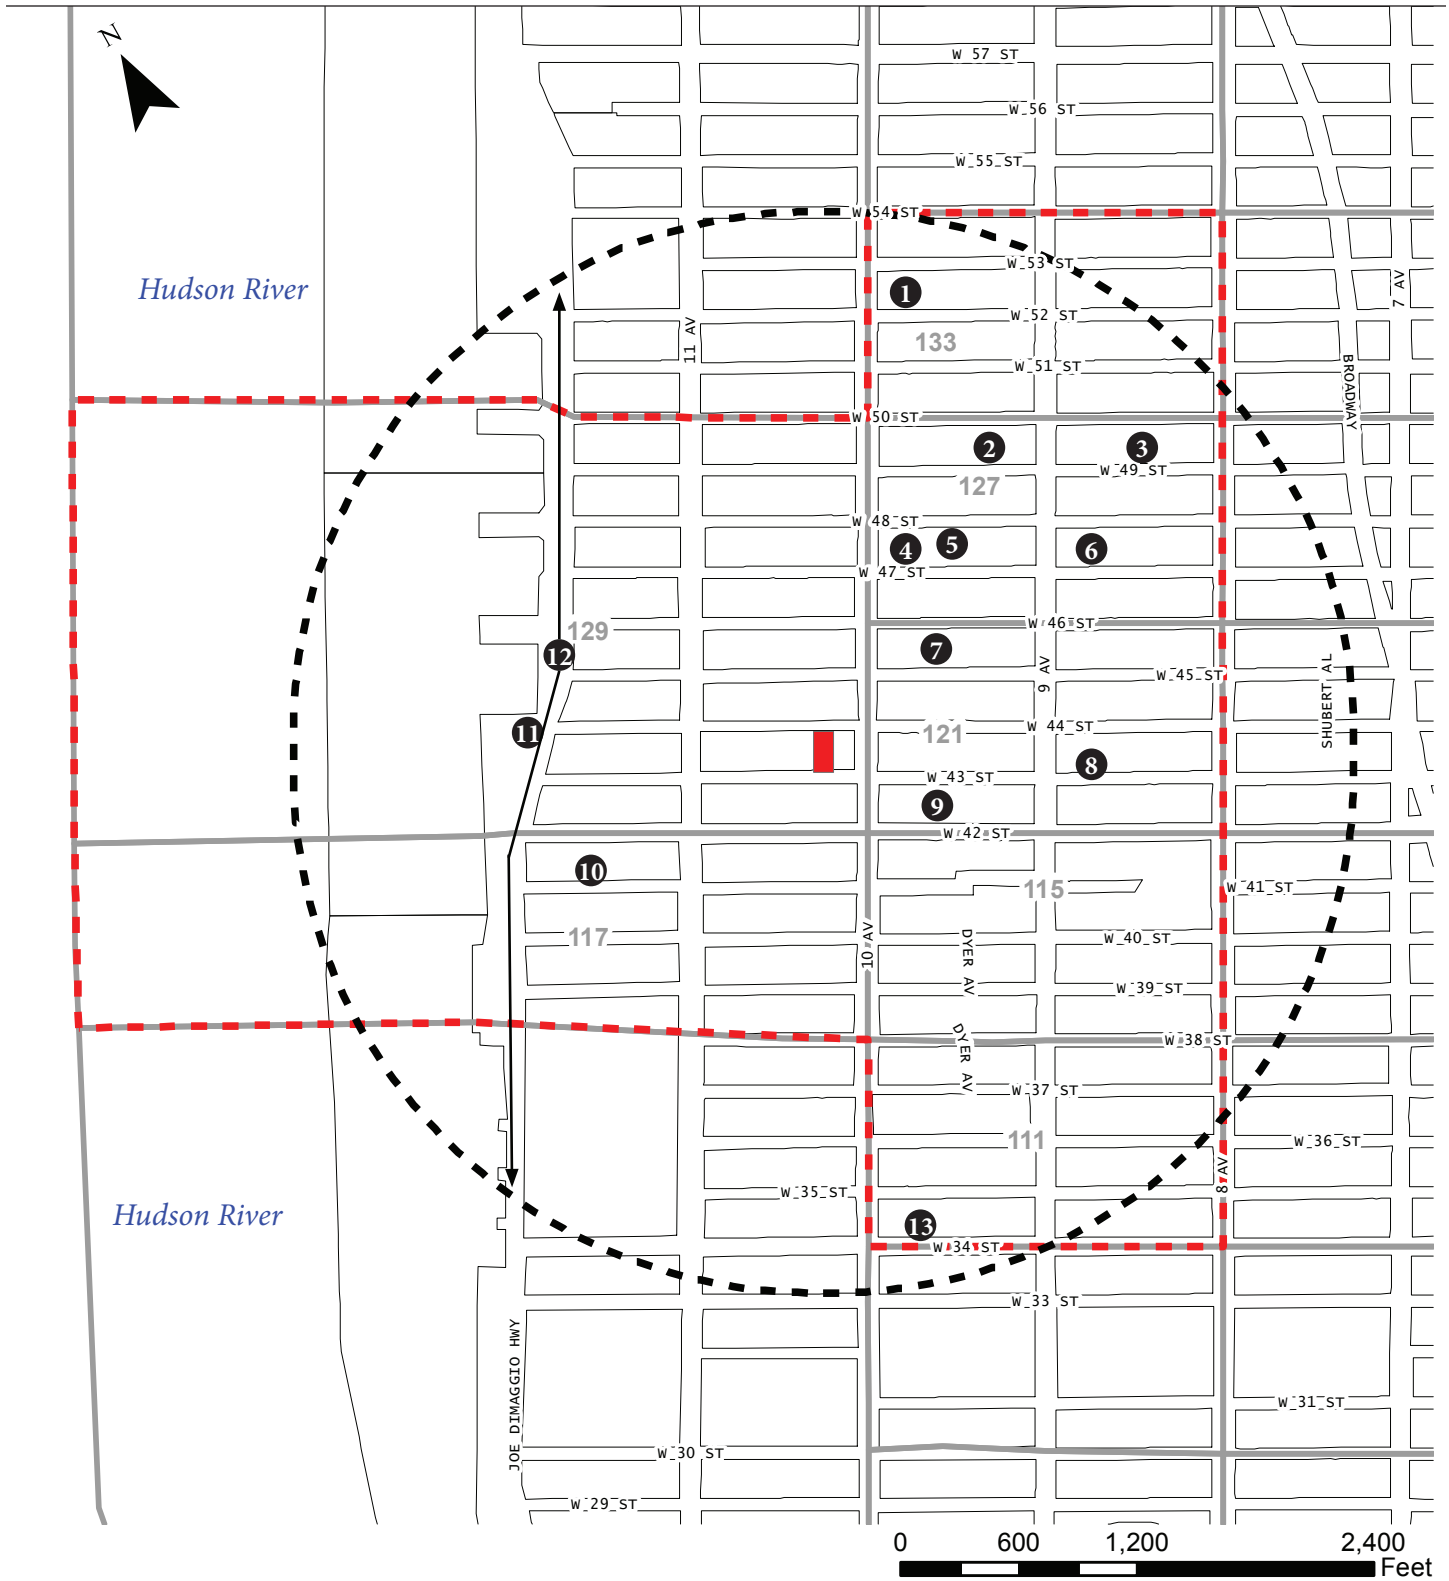 N
W 57 ST
W 56 ST
W 55 ST
W 54 ST
W 53 ST
Hudson River
1
7 AV
W 52 ST
11 AV
133
W 51 ST
BROADWAY
W 50 ST
2
3
W 49 ST
127
W 48 ST
4
5
6
W 47 ST
W 46 ST
129
12
7
9 AV
W 45 ST
SHUBERT AL
11
121
W 44 ST
8
W 43 ST
9
W 42 ST
10
115
W 41 ST
117
10 AV
DYER AV
W 40 ST
W 39 ST
W 38 ST
DYER AV
W 37 ST
111
W 36 ST
8 AV
W 35 ST
Hudson River
13
W 34 ST
W 33 ST
JOE DIMAGGIO HWY
W 31 ST
W 30 ST
W 29 ST
0 600 1,200 2,400
Feet